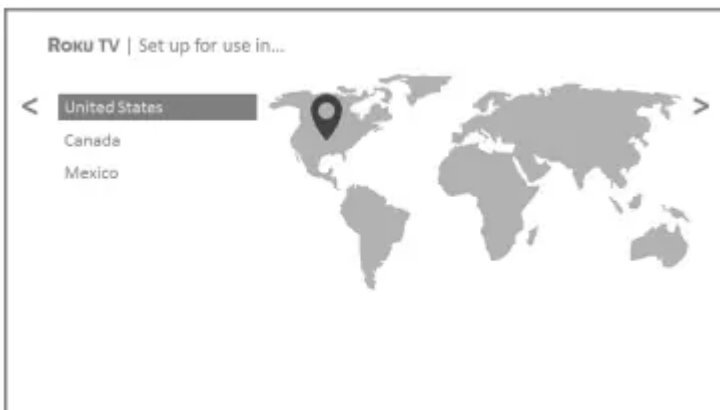 ROKU TV | Set up for use in...
<
United States
>
Canada
Mexico